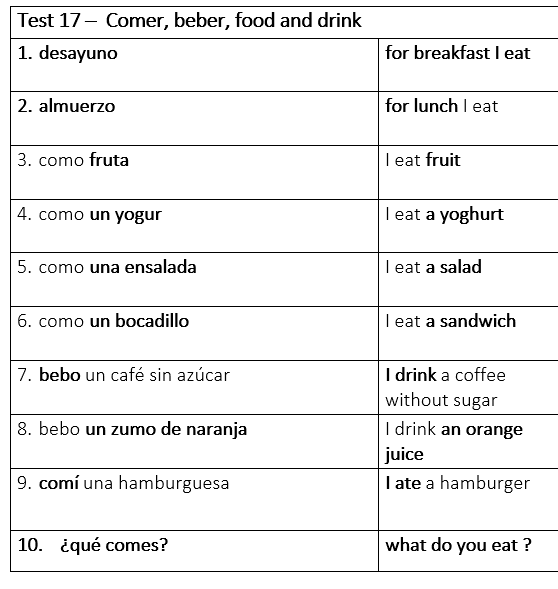 Test 17 – Comer, beber, food and drink
1. desayuno
for breakfast I eat
2. almuerzo
for lunch I eat
3. como fruta
I eat fruit
4. como un yogur
I eat a yoghurt
5. como una ensalada
I eat a salad
6. como un bocadillo
I eat a sandwich
7. bebo un café sin azúcar
I drink a coffee
without sugar
8. bebo un zumo de naranja
I drink an orange
juice
9. comí una hamburguesa
I ate a hamburger
10. ¿qué comes?
what do you eat ?